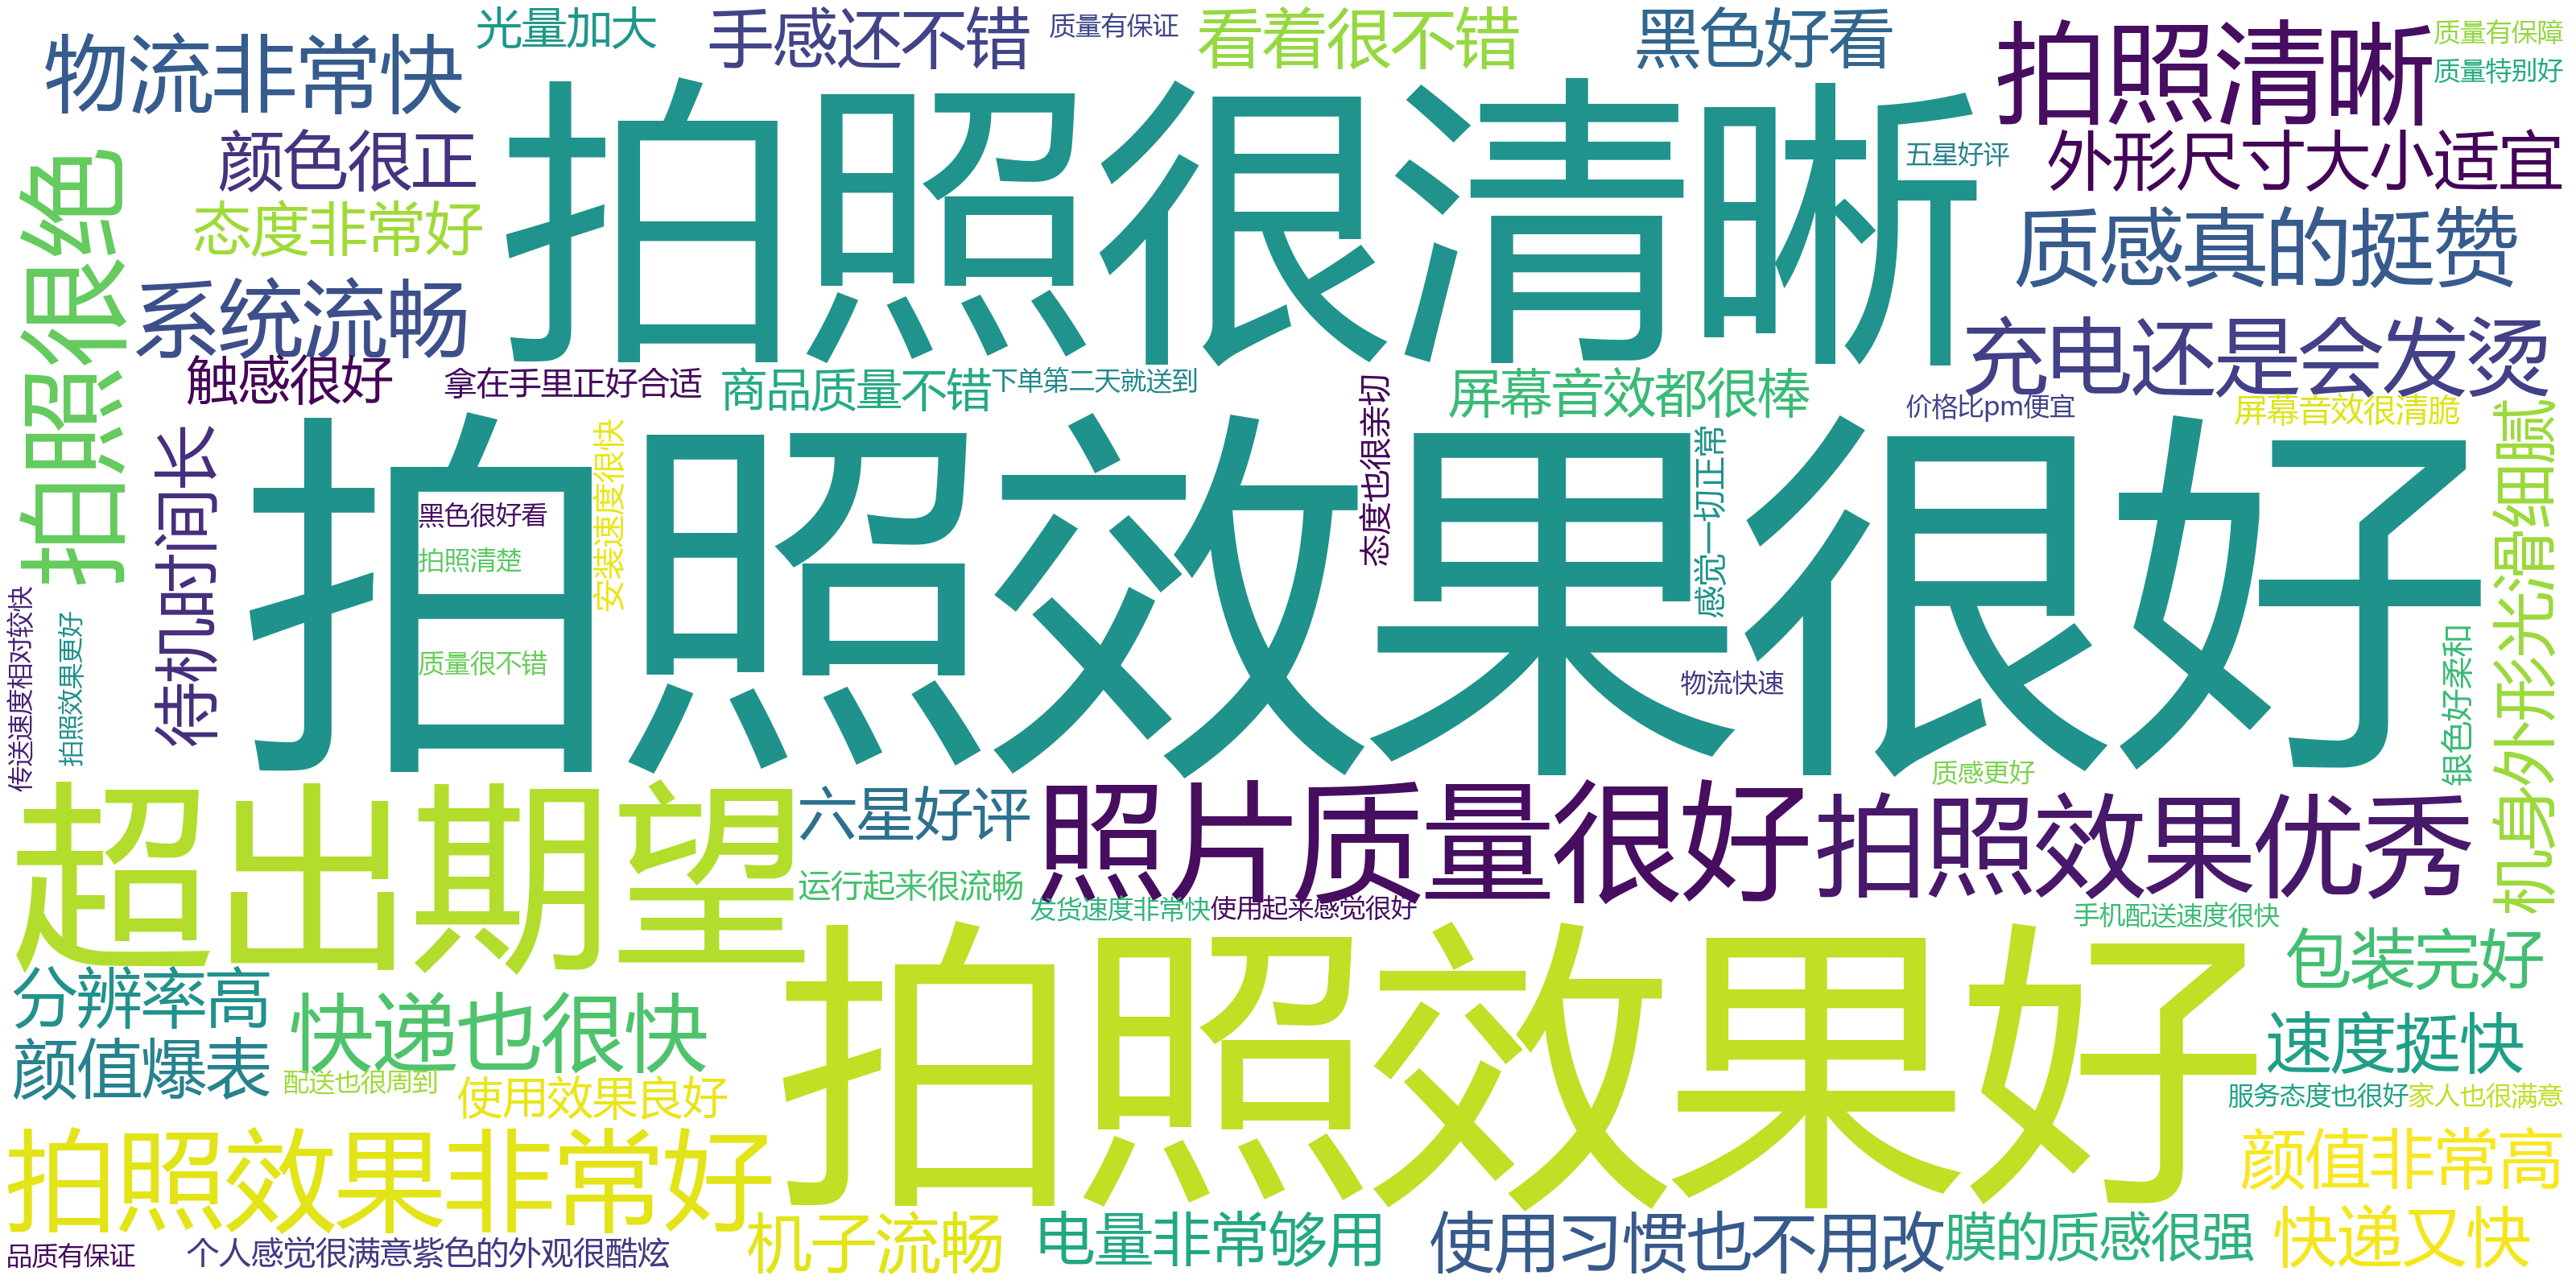 物流非常快
光量加大
手感还不错
质量有保证
看着很不错
黑色好看
拍照清晰
质量有保障
质量特别好
颜色很正
态度非常好
拍照很清晰
五星好评
外形尺寸大小适宜
质感真的挺赞
拍照很绝
系统流畅
充电还是会发烫
触感很好
拿在手里正好合适
商品质量不错
下单第二天就送到
屏幕音效都很棒
价格比pm便宜
屏幕音效很清脆
待机时间长
拍照效果很好
黑色很好看
拍照清楚
质量很不错
安装速度很快
态度也很亲切
感觉一切正常
物流快速
机身外形光滑细腻
银色好柔和
传送速度相对较快
拍照效果更好
质感更好
超出期望
六星好评
照片质量很好
拍照效果优秀
运行起来很流畅
发货速度非常快
使用起来感觉很好
手机配送速度很快
分辨率高
快递也很快
拍照效果好
包装完好
颜值爆表
速度挺快
配送也很周到
使用效果良好
服务态度也很好
家人也很满意
拍照效果非常好
颜值非常高
品质有保证
个人感觉很满意紫色的外观很酷炫
机子流畅
电量非常够用
使用习惯也不用改
膜的质感很强
快递又快